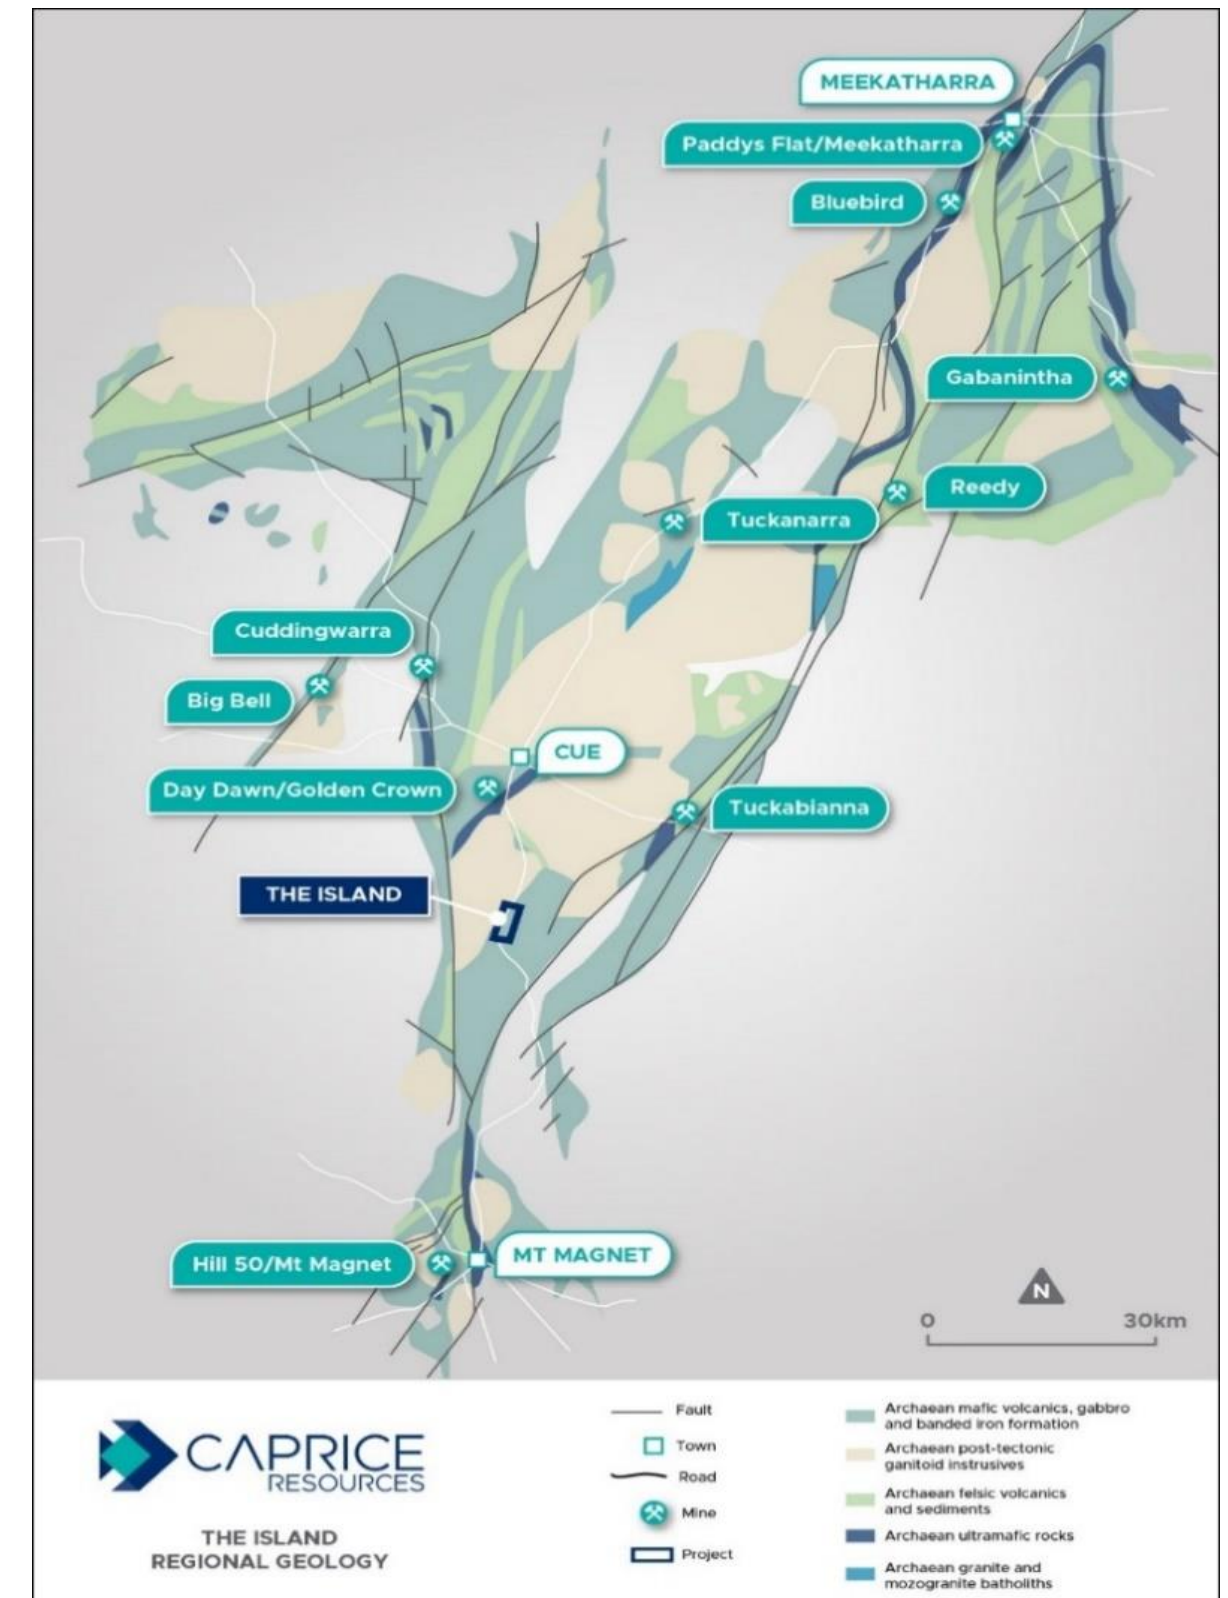 MEEKATHARRA
Paddys Flat/Meekatharra
Bluebird
Gabanintha
Reedy
Tuckanarra
Cuddingwarra
Big Bell
CUE
Day Dawn/Golden Crown
Tuckabianna
THE ISLAND
Hill 50/Mt Magnet
MT MAGNET
N
0 30km
CAPRICE
RESOURCES
THE ISLAND
REGIONAL GEOLOGY
Fault
Town
Road
Mine
Project
Archaean mafic volcanics, gabbro
and banded iron formation
Archaean post-tectonic
ganitoid instrusives
Archaean felsic volcanics
and sediments
Archaean ultramafic rocks
Archaean granite and
mozogranite batholiths